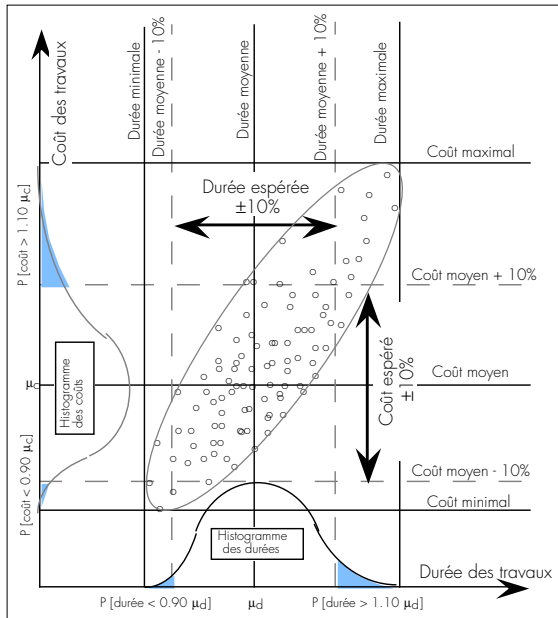 Coût des travaux
Durée minimale
Durée moyenne - 10%
Durée moyenne
Durée moyenne + 10%
Durée maximale
Coût maximal
Durée espérée
±10%
P [coût > 1.10 μc]
Coût moyen + 10%
Coût espéré
±10%
μc
Histogramme
des coûts
Coût moyen
P [coût < 0.90 μc]
Coût moyen - 10%
Coût minimal
Histogramme
des durées
Durée des travaux
P [durée < 0.90 μd]
μd
P [durée > 1.10 μd]